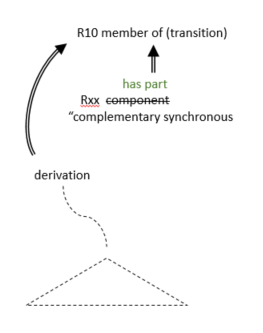 R10 member of (transition)
has part
Rxx component
“complementary synchronous
derivation